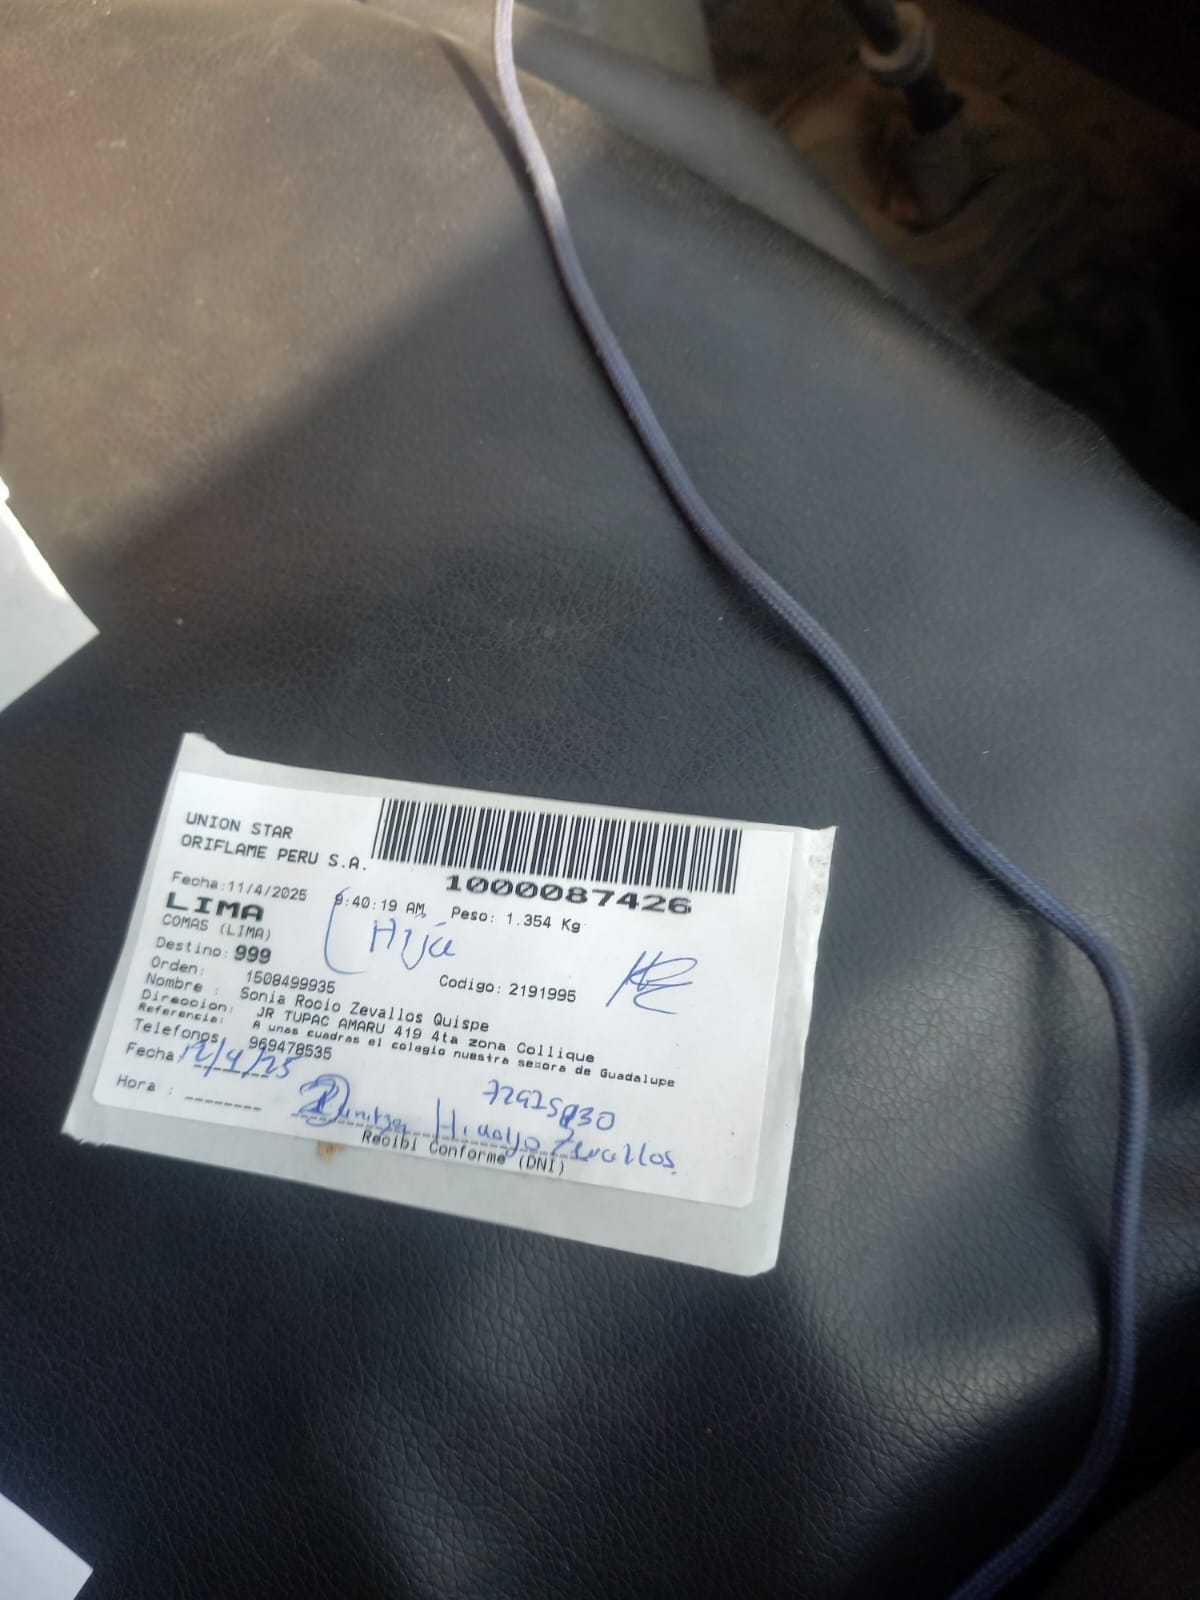 UNION STAR
ORIFLAME PERU S.A.
1000087426
Fecha:11/4/2025 9:40:19 AM Peso: 1.354 Kg
LIMA
COMAS (LIMA)
Hija
Destino: 999
Orden: 1508499935 Codigo: 2191995
Nombre : Sonia Rocio Zevallos Quispe
Direccion: JR TUPAC AMARU 419 4ta zona Collique
Referencia: A unas cuadras el colegio nuestra se¤ora de Guadalupe
Telefonos 969478535
Fecha: 12/4/25
Hora :
Hidalgo Zevallos
Recibi Conforme (DNI)